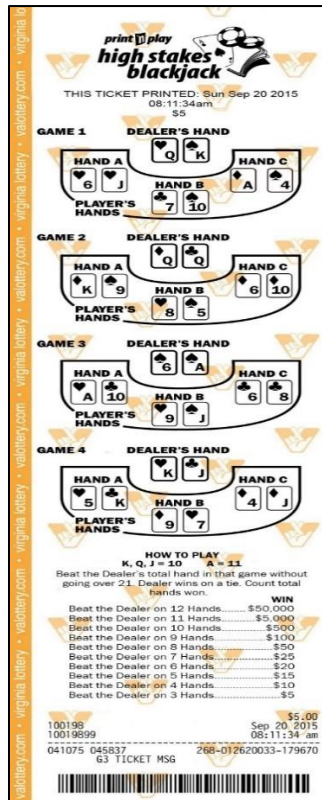 print n play
high stakes
blackjack
THIS TICKET PRINTED: Sun Sep 20 2015
08:11:34am
$5
GAME 1 DEALER'S HAND
Q K
HAND A HAND C
6 J A 4
HAND B
7 10
PLAYER'S
HANDS
GAME 2 DEALER'S HAND
Q Q
HAND A HAND C
K 9 6 10
HAND B
8 5
PLAYER'S
HANDS
GAME 3 DEALER'S HAND
6 A
HAND A HAND C
A 10 6 8
HAND B
9 J
PLAYER'S
HANDS
GAME 4 DEALER'S HAND
K J
HAND A HAND C
5 K 4 J
HAND B
9 7
PLAYER'S
HANDS
HOW TO PLAY
K, Q, J = 10 A = 11
Beat the Dealer's total hand in that game without
going over 21. Dealer wins on a tie. Count total
hands won.
WIN
Beat the Dealer on 12 Hands.......... $50,000
Beat the Dealer on 11 Hands............ $5,000
Beat the Dealer on 10 Hands............... $500
Beat the Dealer on 9 Hands................. $100
Beat the Dealer on 8 Hands................... $50
Beat the Dealer on 7 Hands................... $25
Beat the Dealer on 6 Hands................... $20
Beat the Dealer on 5 Hands................... $15
Beat the Dealer on 4 Hands................... $10
Beat the Dealer on 3 Hands..................... $5
$5.00
100198 Sep 20 2015
10019899 08:11:34 am
041075 045837 268-012620033-179670
G3 TICKET MSG
valottery.com • virginia lottery • valottery.com • virginia lottery • valottery.com • virginia lottery • valottery.com • virginia lottery